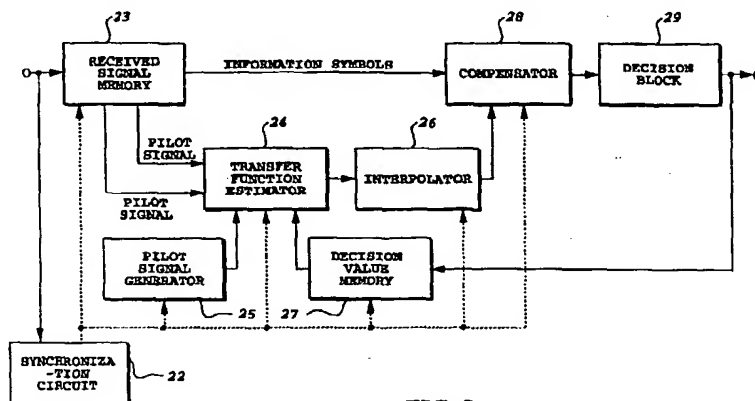 23
28
29
RECEIVED
SIGNAL
MEMORY
INFORMATION SYMBOLS
COMPENSATOR
DECISION
BLOCK
24
26
PILOT
SIGNAL
TRANSFER
FUNCTION
ESTIMATOR
INTERPOLATOR
PILOT
SIGNAL
PILOT
SIGNAL
GENERATOR
DECISION
VALUE
MEMORY
25
27
SYNCHRONIZA
-TION
CIRCUIT
22